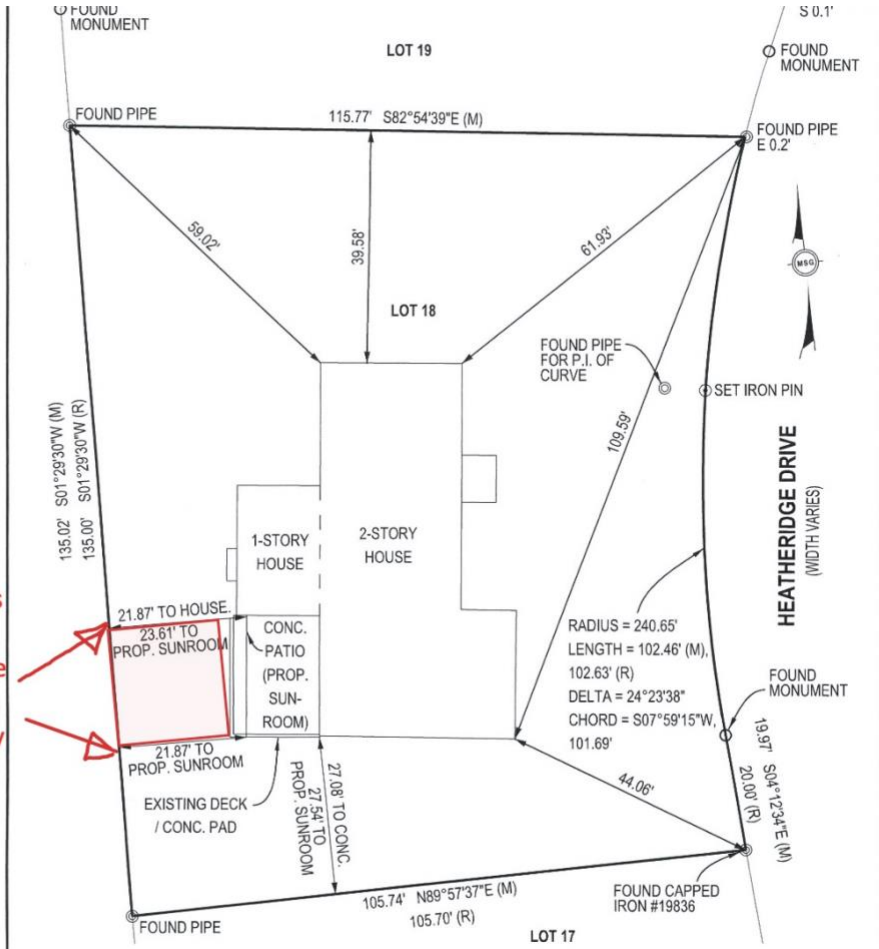 FOUND
MONUMENT
S 0.1'
LOT 19
FOUND
MONUMENT
FOUND PIPE
115.77' S82°54'39"E (M)
FOUND PIPE
E 0.2'
59.02'
39.58'
61.93'
MSG
LOT 18
FOUND PIPE
FOR P.I. OF
CURVE
SET IRON PIN
109.59'
135.02' S01°29'30"W (M)
135.00' S01°29'30"W (R)
HEATHERIDGE DRIVE
(WIDTH VARIES)
1-STORY
HOUSE
2-STORY
HOUSE
21.87' TO HOUSE.
23.61' TO
PROP. SUNROOM
CONC.
PATIO
(PROP.
SUN-
ROOM)
RADIUS = 240.65'
LENGTH = 102.46' (M),
102.63' (R)
DELTA = 24°23'38"
CHORD = S07°59'15"W,
101.69'
FOUND
MONUMENT
21.87' TO
PROP. SUNROOM
19.97' S04°12'34"E (M)
20.00' (R)
EXISTING DECK
/ CONC. PAD
27.08' TO CONC.
27.54' TO
PROP. SUNROOM
44.06'
105.74' N89°57'37"E (M)
105.70' (R)
FOUND CAPPED
IRON #19836
FOUND PIPE
LOT 17